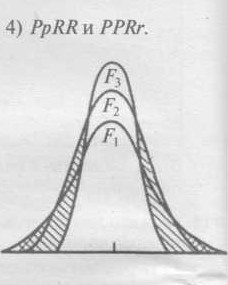 4) PpRR и PPRr.
F₃
F₂
F₁